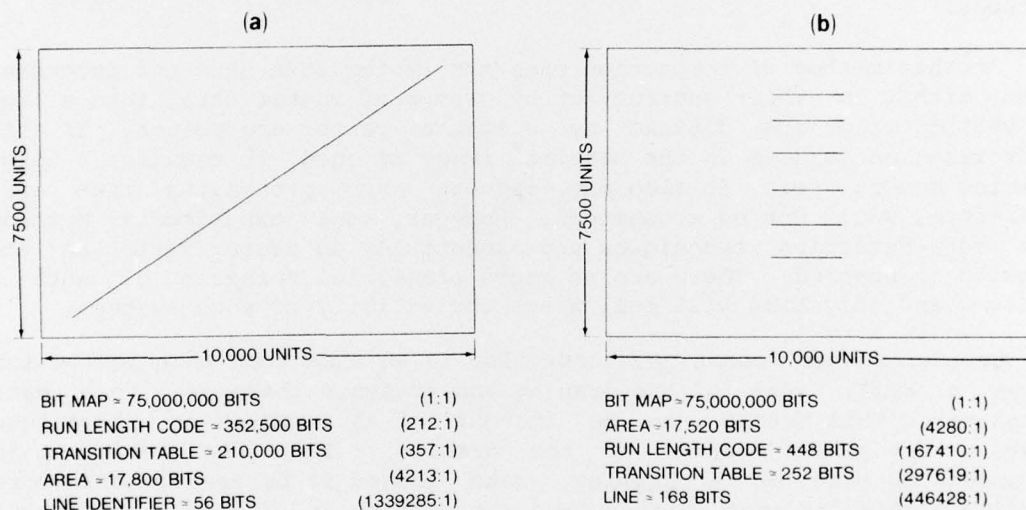 (a)
7500 UNITS
10,000 UNITS
BIT MAP ≈ 75,000,000 BITS (1:1)
RUN LENGTH CODE ≈ 352,500 BITS (212:1)
TRANSITION TABLE ≈ 210,000 BITS (357:1)
AREA ≈ 17,800 (4213:1)
LINE IDENTIFIER ≈ 56 BITS (1339285:1)
(b)
7500 UNITS
10,000 UNITS
BIT MAP ≈ 75,000,000 BITS (1:1)
AREA ≈ 17,520 (4280:1)
RUN LENGTH CODE ≈ 448 BITS (167410:1)
TRANSITION TABLE ≈ 252 BITS (297619:1)
LINE ≈ 168 BITS (446428:1)